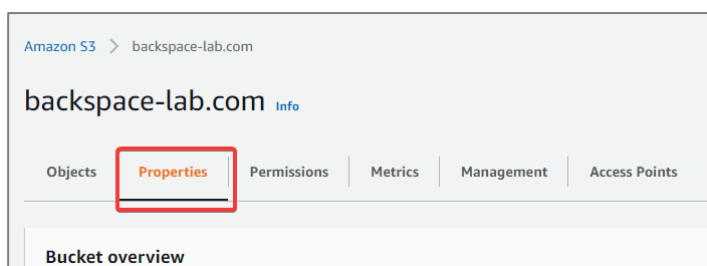 Amazon S3 > backspace-lab.com
backspace-lab.com Info
Objects Properties Permissions Metrics Management Access Points
Bucket overview